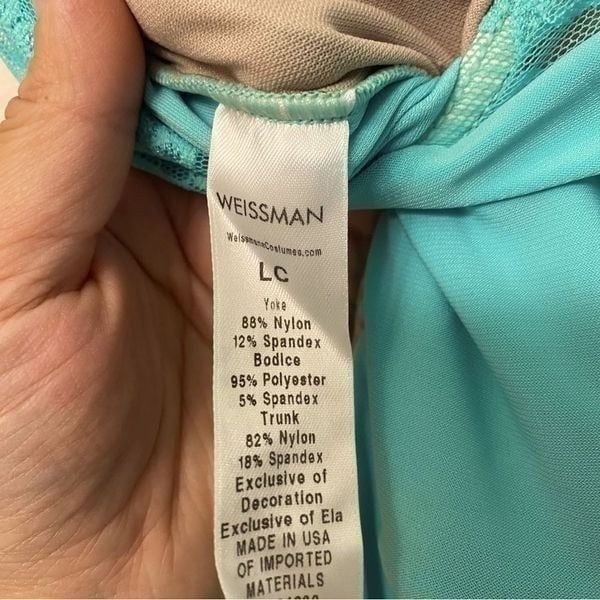 WEISSMAN
WeissmansCostumes.com
LC
Yoke
88% Nylon
12% Spandex
Bodice
95% Polyester
5% Spandex
Trunk
82% Nylon
18% Spandex
Exclusive of
Decoration
Exclusive of Ela
MADE IN USA
OF IMPORTED
MATERIALS